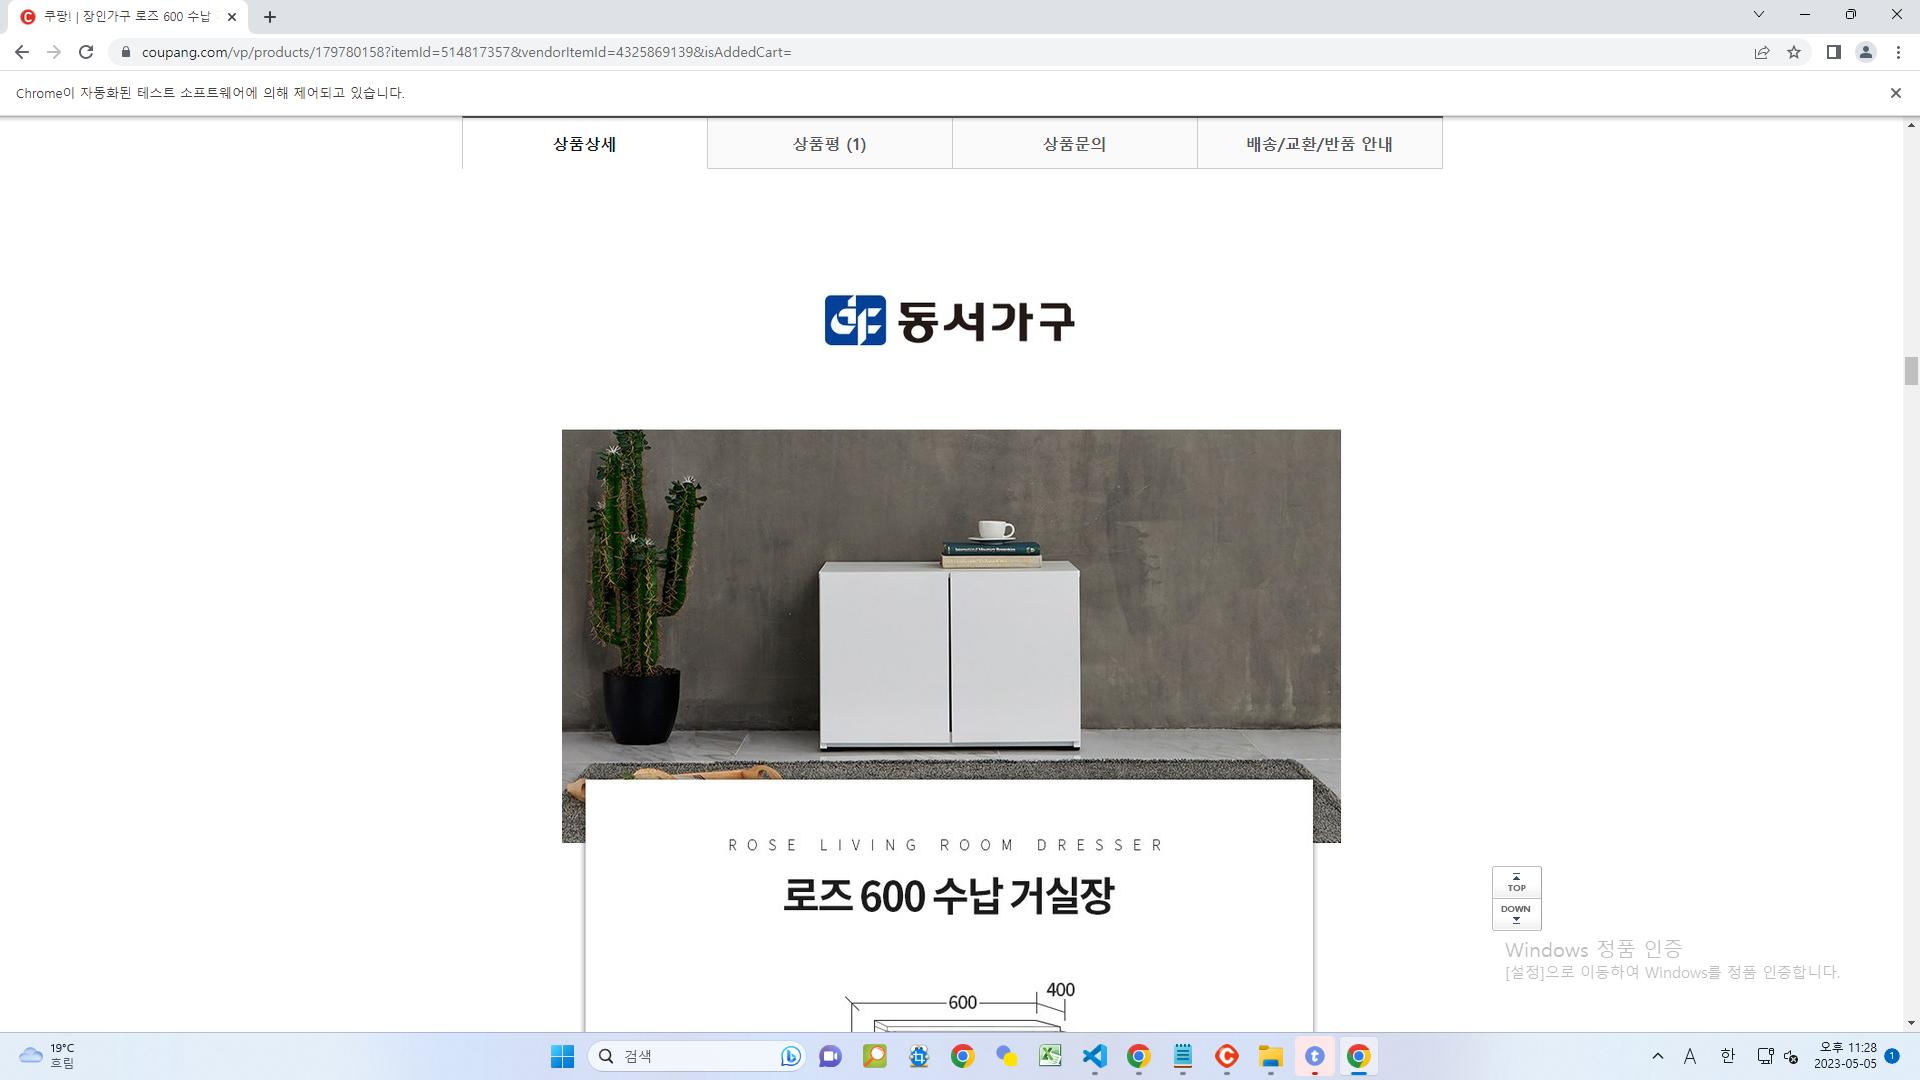 쿠팡! | 장인가구 로즈 600 수납
coupang.com/vp/products/179780158?itemId=514817357&vendorItemId=4325869139&isAddedCart=
Chrome이 자동화된 테스트 소프트웨어에 의해 제어되고 있습니다.
상품상세
상품평 (1)
상품문의
배송/교환/반품 안내
동서가구
ROSE LIVING ROOM DRESSER
로즈 600 수납 거실장
600
400
TOP
DOWN
Windows 정품 인증
[설정]으로 이동하여 Windows를 정품 인증합니다.
19°C
흐림
검색
A
한
오후 11:28
2023-05-05
1